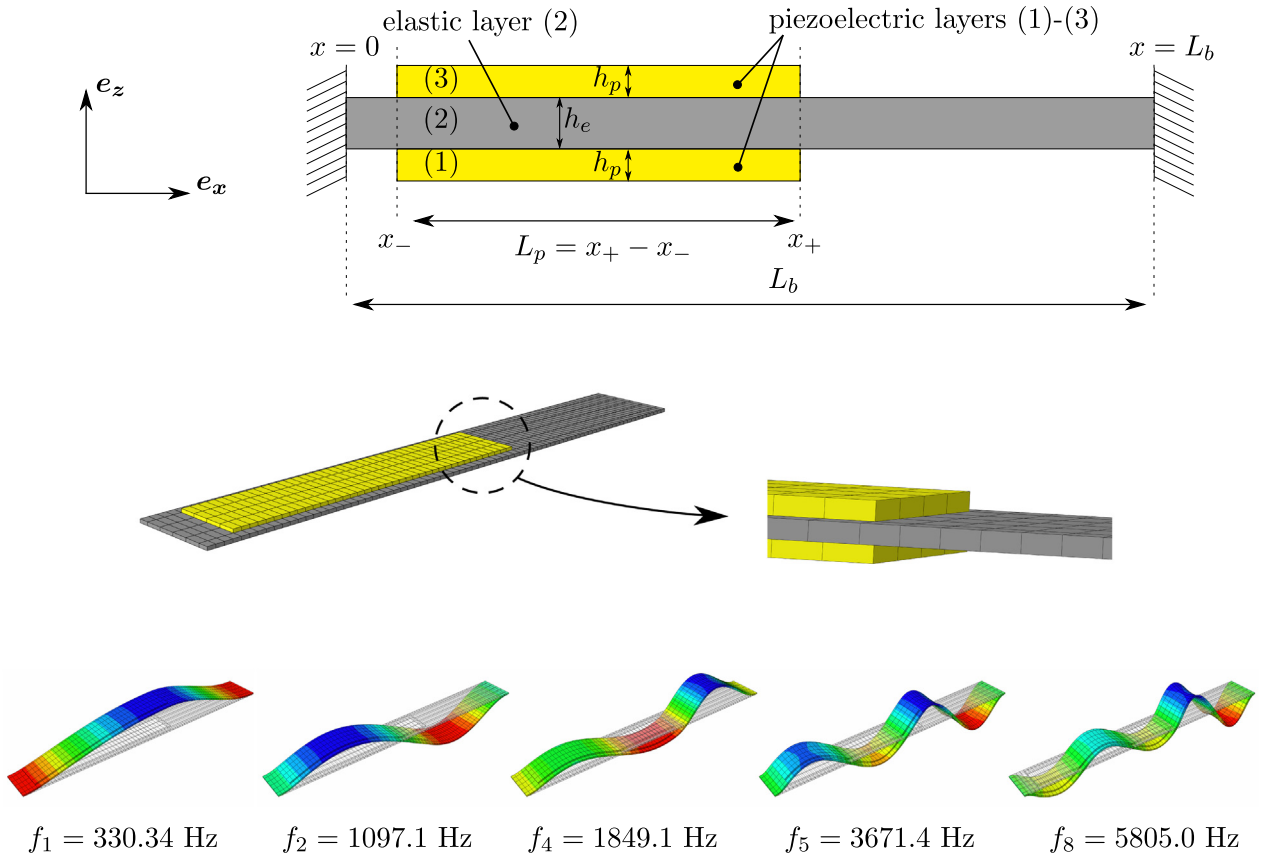 elastic layer (2)
piezoelectric layers (1)-(3)
x = 0
x = L_b
e_z
(3)
h_p
(2)
h_e
(1)
h_p
e_x
x_−
L_p = x_+ − x_−
x_+
L_b
f_1 = 330.34 Hz
f_2 = 1097.1 Hz
f_4 = 1849.1 Hz
f_5 = 3671.4 Hz
f_8 = 5805.0 Hz